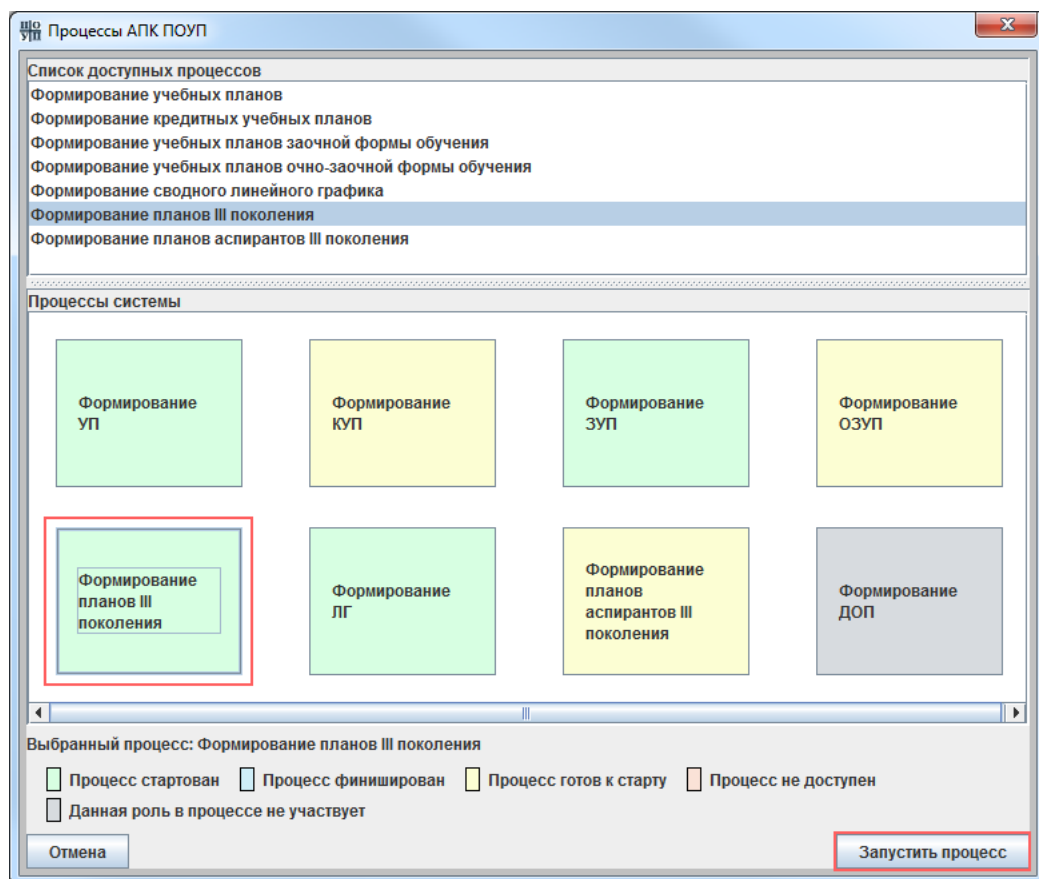 ПО УП Процессы АПК ПОУП
Список доступных процессов
Формирование учебных планов
Формирование кредитных учебных планов
Формирование учебных планов заочной формы обучения
Формирование учебных планов очно-заочной формы обучения
Формирование сводного линейного графика
Формирование планов III поколения
Формирование планов аспирантов III поколения
Процессы системы
Формирование
УП
Формирование
КУП
Формирование
ЗУП
Формирование
ОЗУП
Формирование
планов III
поколения
Формирование
ЛГ
Формирование
планов
аспирантов III
поколения
Формирование
ДОП
Выбранный процесс: Формирование планов III поколения
Процесс стартован Процесс финиширован Процесс готов к старту Процесс не доступен
Данная роль в процессе не участвует
Отмена Запустить процесс